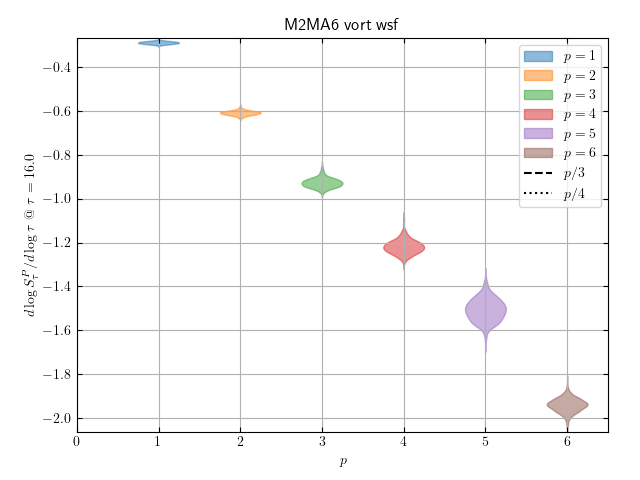 M2MA6 vort wsf
d log S_τ^P / d log τ @ τ = 16.0
−0.4
−0.6
−0.8
−1.0
−1.2
−1.4
−1.6
−1.8
−2.0
0 1 2 3 4 5 6
p
p = 1
p = 2
p = 3
p = 4
p = 5
p = 6
p/3
p/4